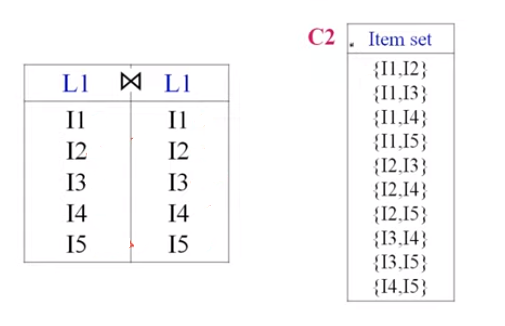 L1 ⋈ L1
I1 I1
I2 I2
I3 I3
I4 I4
I5 I5
C2
Item set
{I1,I2}
{I1,I3}
{I1,I4}
{I1,I5}
{I2,I3}
{I2,I4}
{I2,I5}
{I3,I4}
{I3,I5}
{I4,I5}